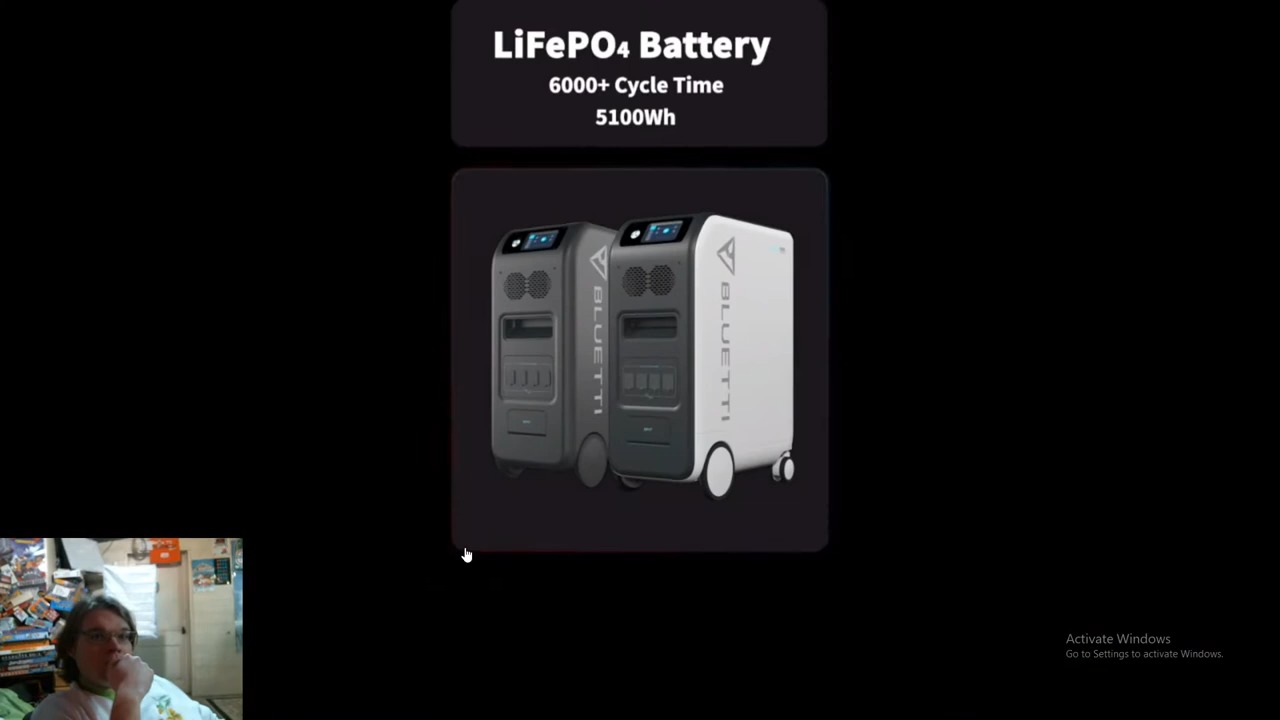 LiFePO₄ Battery
6000+ Cycle Time
5100Wh
BLUETTI
BLUETTI
Activate Windows
Go to Settings to activate Windows.